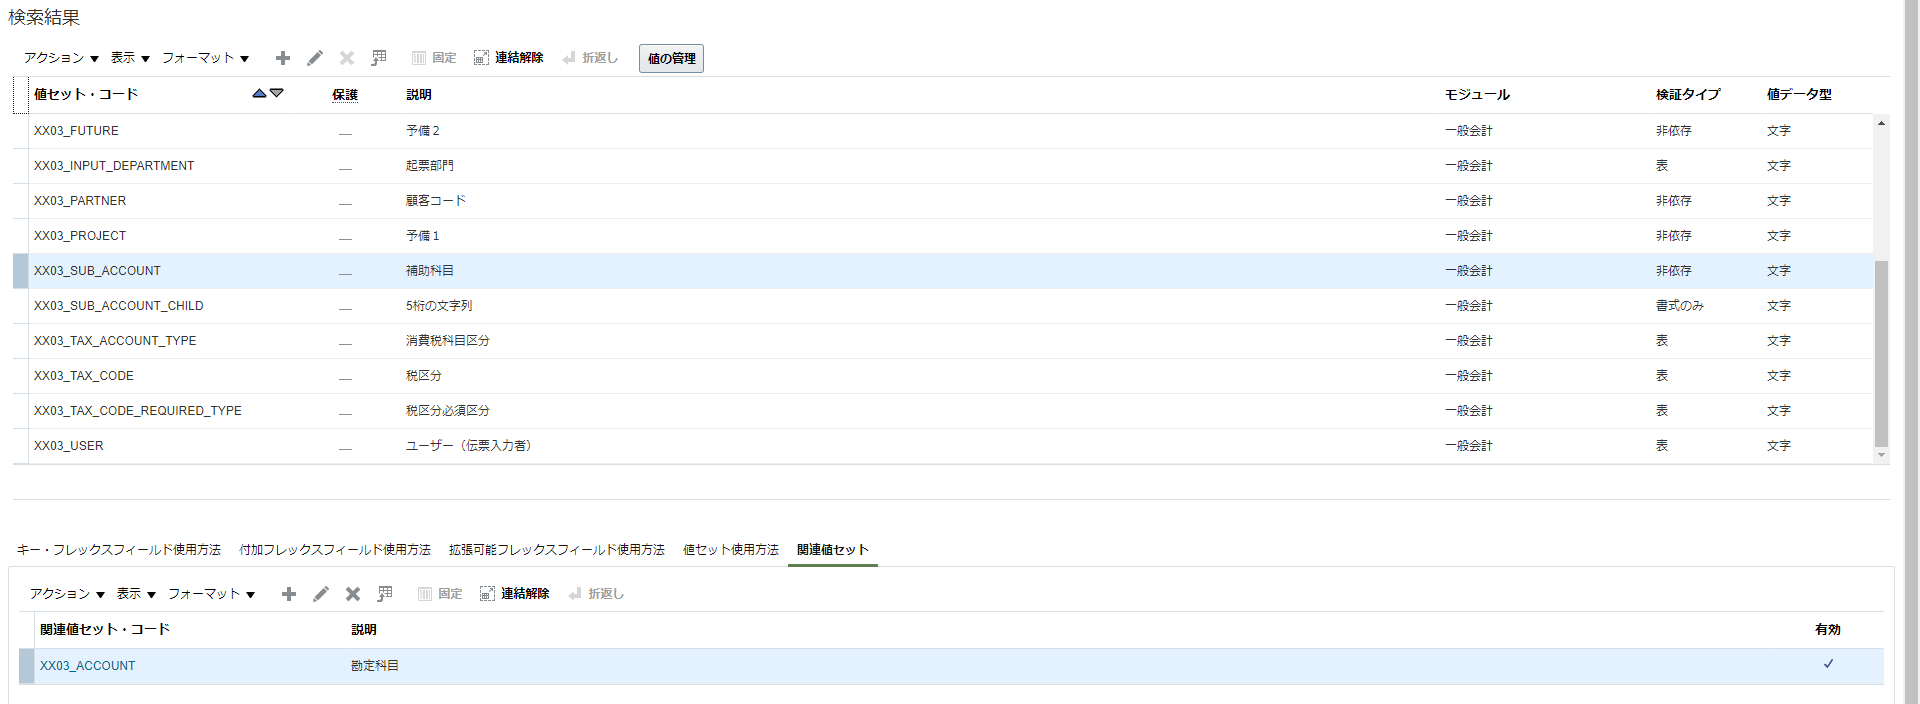 検索結果
アクション 表示 フォーマット 固定 連結解除 折返し 値の管理
値セット・コード 保護 説明 モジュール 検証タイプ 値データ型
XX03_FUTURE __ 予備２ 一般会計 非依存 文字
XX03_INPUT_DEPARTMENT __ 起票部門 一般会計 表 文字
XX03_PARTNER __ 顧客コード 一般会計 非依存 文字
XX03_PROJECT __ 予備１ 一般会計 非依存 文字
XX03_SUB_ACCOUNT __ 補助科目 一般会計 非依存 文字
XX03_SUB_ACCOUNT_CHILD __ 5桁の文字列 一般会計 書式のみ 文字
XX03_TAX_ACCOUNT_TYPE __ 消費税科目区分 一般会計 表 文字
XX03_TAX_CODE __ 税区分 一般会計 表 文字
XX03_TAX_CODE_REQUIRED_TYPE __ 税区分必須区分 一般会計 表 文字
XX03_USER __ ユーザー（伝票入力者） 一般会計 表 文字
キー・フレックスフィールド使用方法 付加フレックスフィールド使用方法 拡張可能フレックスフィールド使用方法 値セット使用方法 関連値セット
アクション 表示 フォーマット 固定 連結解除 折返し
関連値セット・コード 説明 有効
XX03_ACCOUNT 勘定科目 ✓